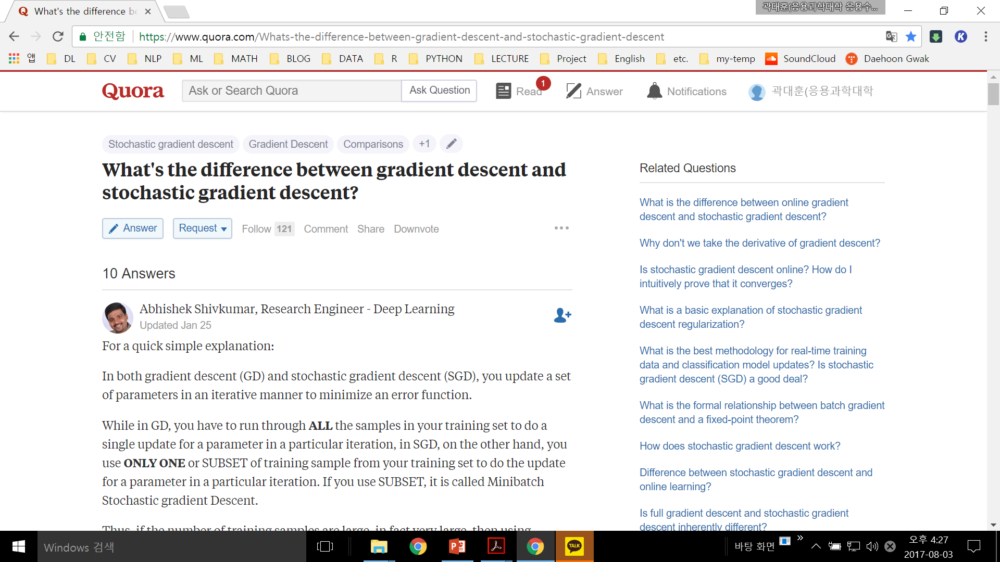 What's the difference be
곽대훈(응용과학대학 응용수...
안전함
https://www.quora.com/Whats-the-difference-between-gradient-descent-and-stochastic-gradient-descent
앱 DL CV NLP ML MATH BLOG DATA R PYTHON LECTURE Project English etc. my-temp SoundCloud Daehoon Gwak
Quora
Ask or Search Quora
Ask Question
Read
1
Answer
Notifications
곽대훈(응용과학대학
Stochastic gradient descent
Gradient Descent
Comparisons
+1
What's the difference between gradient descent and
stochastic gradient descent?
Answer
Request
Follow 121
Comment
Share
Downvote
10 Answers
Abhishek Shivkumar, Research Engineer - Deep Learning
Updated Jan 25
For a quick simple explanation:
In both gradient descent (GD) and stochastic gradient descent (SGD), you update a set
of parameters in an iterative manner to minimize an error function.
While in GD, you have to run through ALL the samples in your training set to do a
single update for a parameter in a particular iteration, in SGD, on the other hand, you
use ONLY ONE or SUBSET of training sample from your training set to do the update
for a parameter in a particular iteration. If you use SUBSET, it is called Minibatch
Stochastic gradient Descent.
Thus, if the number of training samples are large, in fact very large, then using
Related Questions
What is the difference between online gradient
descent and stochastic gradient descent?
Why don't we take the derivative of gradient descent?
Is stochastic gradient descent online? How do I
intuitively prove that it converges?
What is a basic explanation of stochastic gradient
descent regularization?
What is the best methodology for real-time training
data and classification model updates? Is stochastic
gradient descent (SGD) a good deal?
What is the formal relationship between batch gradient
descent and a fixed-point theorem?
How does stochastic gradient descent work?
Difference between stochastic gradient descent and
online learning?
Is full gradient descent and stochastic gradient
descent inherently different?
Windows 검색
TALK
바탕 화면
오후 4:27
2017-08-03